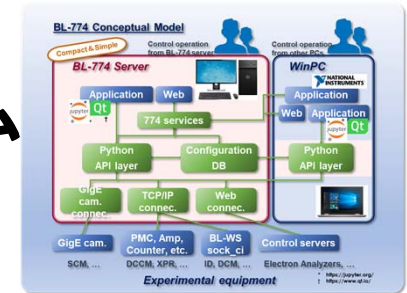 BL-774 Conceptual Model
Compact & Simple
Control operation
from BL-774 server
Control operation
from other PCs
BL-774 Server
WinPC
NATIONAL
INSTRUMENTS
Application
Web
Application
jupyter
Qt
†
Web
Application
jupyter
Qt
774 services
Python
API layer
Configuration
DB
Python
API layer
GigE
cam.
connec.
TCP/IP
connec.
Web
connec.
GigE cam.
PMC, Amp,
Counter, etc.
BL-WS
sock_ci
Control servers
SCM, ...
DCCM, XPR, ...
ID, DCM, ...
Electron Analyzers, ...
Experimental equipment
* https://jupyter.org/
† https://www.qt.io/